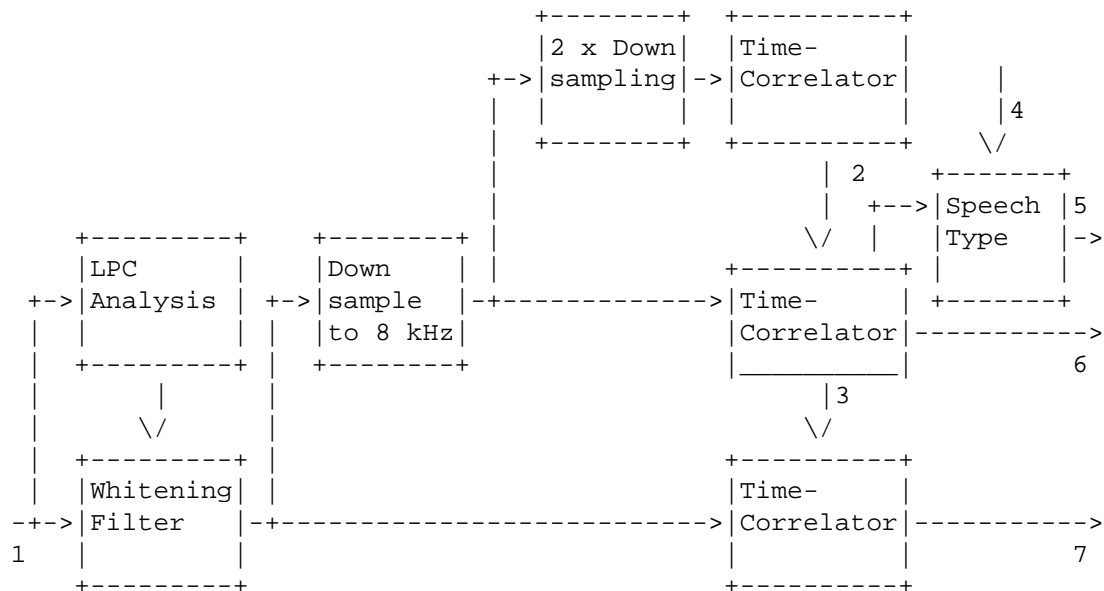 +--------+  +----------+
                                           |2 x Down|  |Time-     |
                                        +->|sampling|->|Correlator|     |
                                        |  |        |  |          |     |4
                                        |  +--------+  +----------+    \/
                                        |                    | 2    +-------+
                                        |                    |  +-->|Speech |5
    +---------+    +--------+           |                   \/  |   |Type   |->
    |LPC      |    |Down    |           |              +----------+ |       |
 +->|Analysis | +->|sample  |-+------------->|Time-     | +-------+
 |  |         | |  |to 8 kHz|                          |Correlator|----------->
 |  +---------+ |  +--------+                          |__________|          6
 |       |      |                                            |3
 |      \/      |                                           \/
 |  +---------+ |                                      +----------+
 |  |Whitening| |                                      |Time-     |
-+->|Filter   |-+--------------------------->|Correlator|----------->
1   |         |                                        |          |          7
    +---------+                                        +----------+